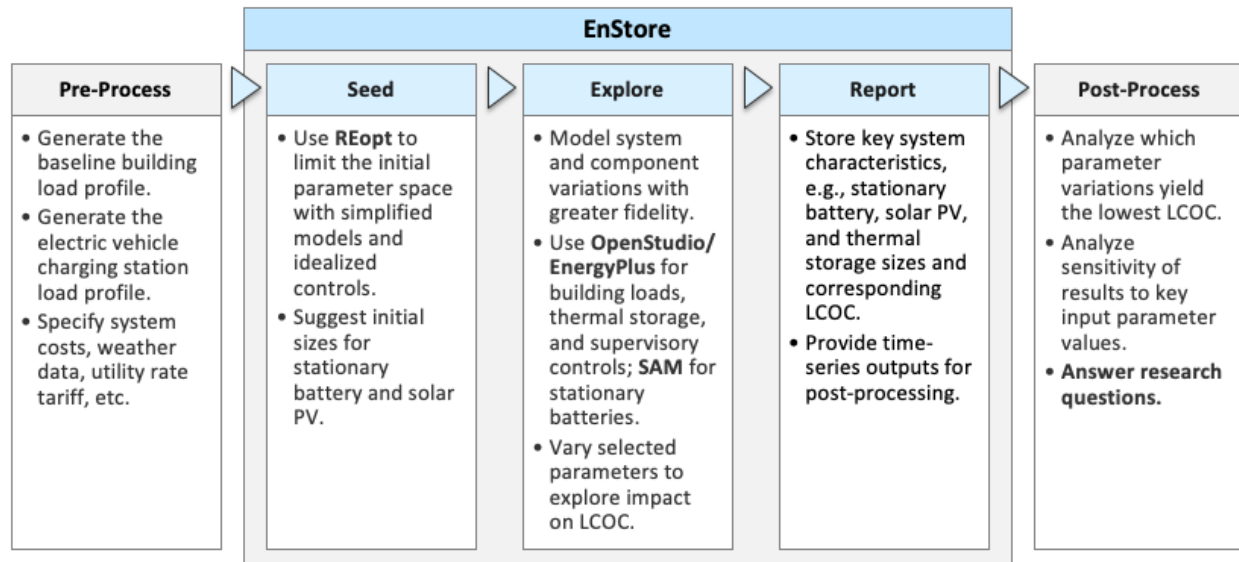 EnStore
Pre-Process
• Generate the
baseline building
load profile.
• Generate the
electric vehicle
charging station
load profile.
• Specify system
costs, weather
data, utility rate
tariff, etc.
Seed
• Use REopt to
limit the initial
parameter space
with simplified
models and
idealized
controls.
• Suggest initial
sizes for
stationary
battery and solar
PV.
Explore
• Model system
and component
variations with
greater fidelity.
• Use OpenStudio/
EnergyPlus for
building loads,
thermal storage,
and supervisory
controls; SAM for
stationary
batteries.
• Vary selected
parameters to
explore impact
on LCOC.
Report
• Store key system
characteristics,
e.g., stationary
battery, solar PV,
and thermal
storage sizes and
corresponding
LCOC.
• Provide time-
series outputs for
post-processing.
Post-Process
• Analyze which
parameter
variations yield
the lowest LCOC.
• Analyze
sensitivity of
results to key
input parameter
values.
• Answer research
questions.